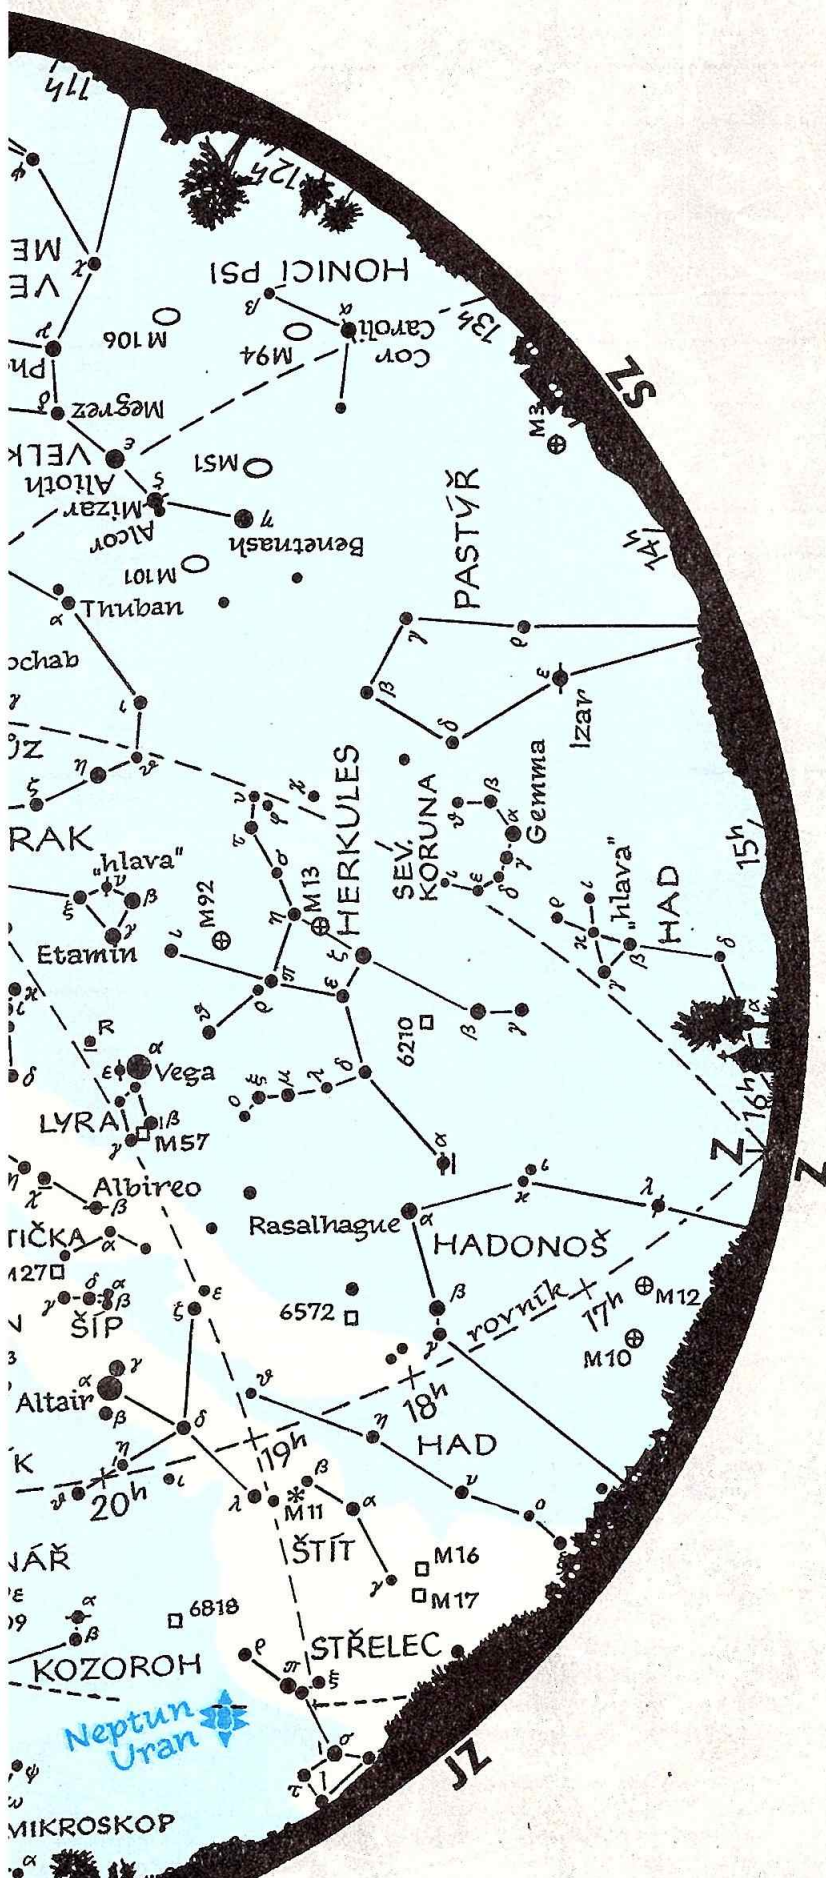 11h
12h
φ
χ
ME
VE
HONICÍ PSI
β
α
Cor
Caroli
13h
M106
M94
SZ
γ
Ph
δ
Megrez
M3
VELK
ε
Alioth
M51
ζ
Mizar
Alcor
η
Benetnash
PASTÝŘ
14h
M101
α
Thuban
γ
ρ
ochab
β
ε
Izar
ι
δ
η
ϑ
ζ
υ
φ
χ
τ
HERKULES
SEV.
KORUNA
ϑ
β
α
Gemma
γ
δ
ε
ι
15h
RAK
„hlava"
ν
β
ξ
γ
Etamin
σ
M92
M13
η
ι
ζ
π
ρ
ε
ϑ
ρ
ι
„hlava"
κ
β
γ
HAD
δ
α
16h
β
γ
6210
κ
ι
δ
R
α
ε
Vega
LYRA
β
γ
M57
ο
ξ
μ
λ
δ
α
Z
Z
η
χ
Albireo
β
Rasalhague
α
ι
κ
λ
HADONOŠ
TIČKA
α
M27
γ
δ
α
β
ŠÍP
ε
ζ
6572
β
γ
rovník
17h
M12
M10
18h
α
γ
Altair
β
ϑ
δ
η
HAD
19h
ÍK
η
ι
ϑ
20h
λ
M11
β
α
ν
ο
ξ
ŠTÍT
γ
M16
M17
NÁŘ
α
β
6818
KOZOROH
STŘELEC
ρ
π
ξ
Neptun
Uran
σ
τ
JZ
ψ
ω
MIKROSKOP
α